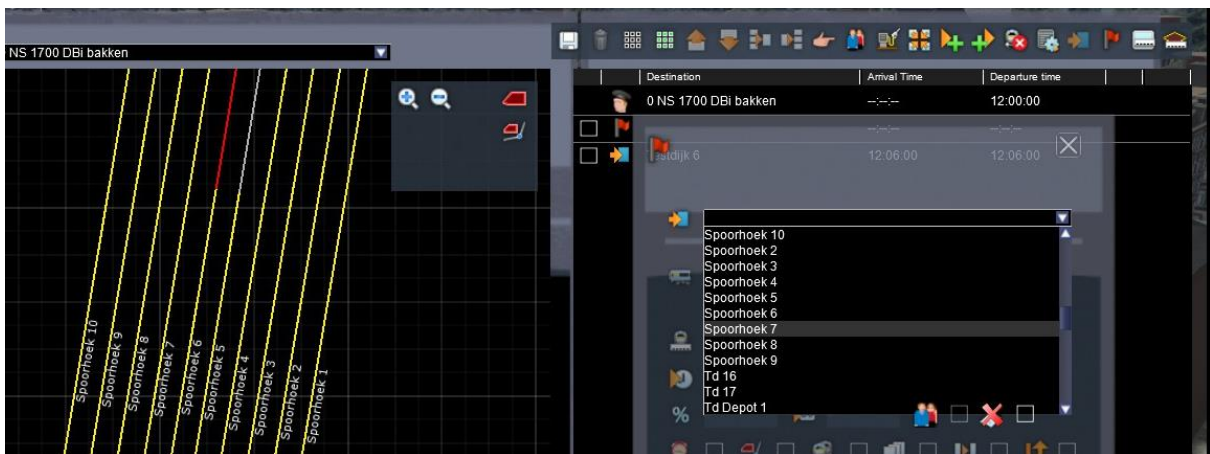 NS 1700 DBi bakken
Destination
Arrival Time
Departure time
0 NS 1700 DBi bakken
--:--:--
12:00:00
--:--:--
--:--:--
12:06:00
12:06:00
Spoorhoek 10
Spoorhoek 2
Spoorhoek 3
Spoorhoek 4
Spoorhoek 5
Spoorhoek 6
Spoorhoek 7
Spoorhoek 8
Spoorhoek 9
Td 16
Td 17
Td Depot 1
%
Spoorhoek 10
Spoorhoek 9
Spoorhoek 8
Spoorhoek 7
Spoorhoek 6
Spoorhoek 5
Spoorhoek 4
Spoorhoek 3
Spoorhoek 2
Spoorhoek 1